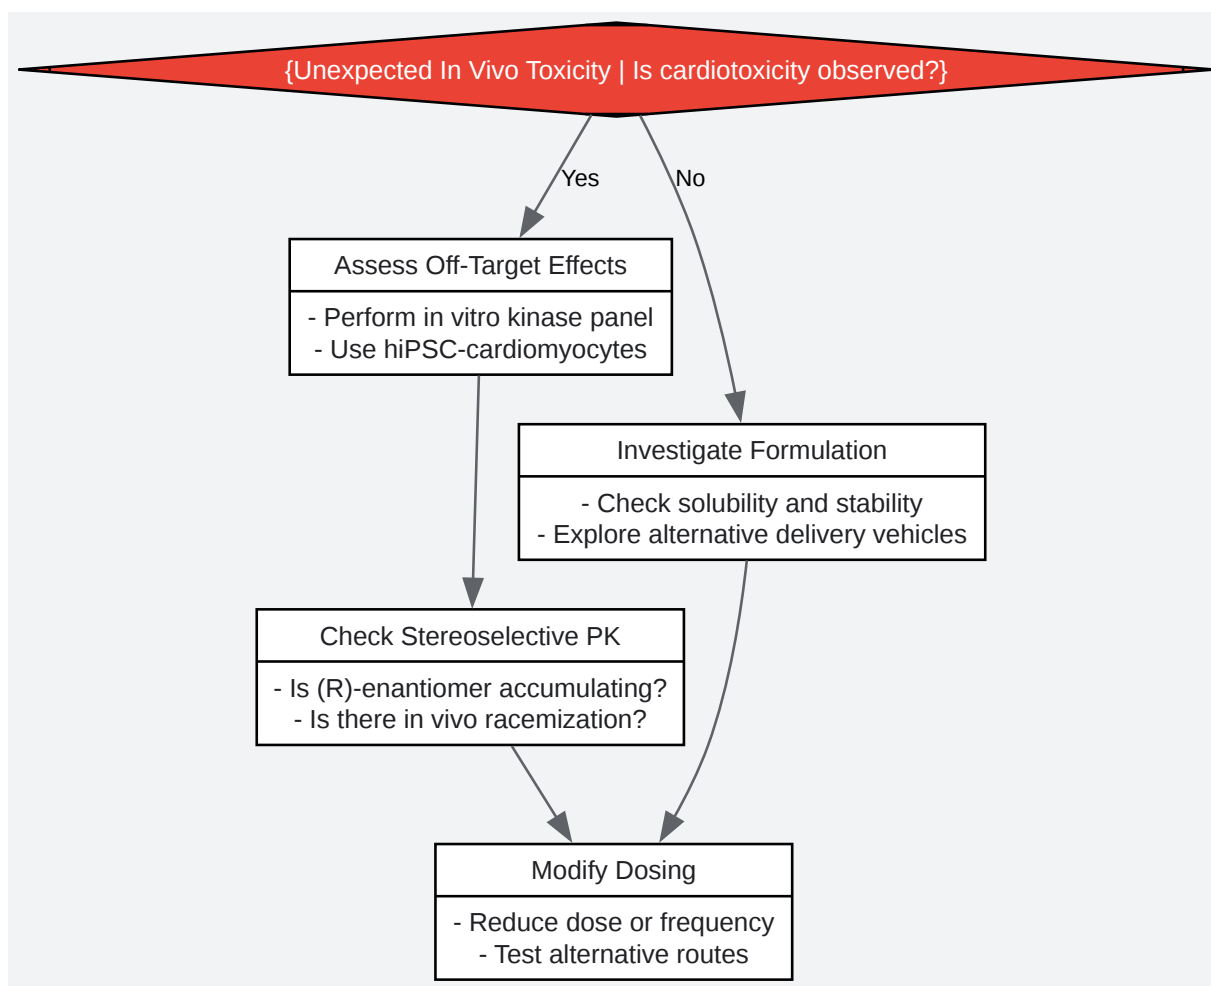 {Unexpected In Vivo Toxicity | Is cardiotoxicity observed?}
Yes
No
Assess Off-Target Effects
- Perform in vitro kinase panel
- Use hiPSC-cardiomyocytes
Investigate Formulation
- Check solubility and stability
- Explore alternative delivery vehicles
Check Stereoselective PK
- Is (R)-enantiomer accumulating?
- Is there in vivo racemization?
Modify Dosing
- Reduce dose or frequency
- Test alternative routes